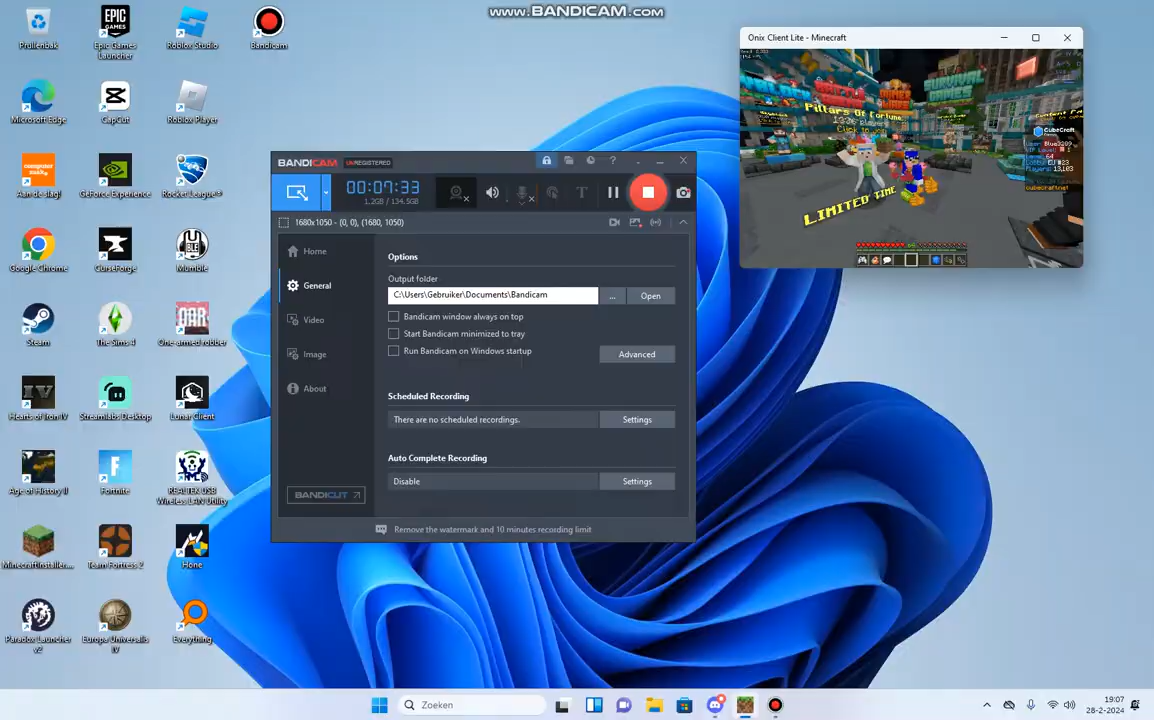 www.BANDICAM.com
Prullenbak
Epic Games
Launcher
Roblox Studio
Bandicam
Microsoft Edge
CapCut
Roblox Player
Aan de slag!
GeForce Experience
Rocket League®
Google Chrome
CurseForge
Mumble
Steam
The Sims 4
One-armed robber
Hearts of Iron IV
Streamlabs Desktop
Lunar Client
Age of History II
Fortnite
REALTEK USB
Wireless LAN Utility
MinecraftInstaller...
Team Fortress 2
Hone
Paradox Launcher
v2
Europa Universalis
IV
Everything
BANDICAM UNREGISTERED
00:07:33
1.2GB / 134.5GB
1680x1050 - (0, 0), (1680, 1050)
Home
General
Video
Image
About
BANDICUT
Options
Output folder
C:\Users\Gebruiker\Documents\Bandicam
...
Open
Bandicam window always on top
Start Bandicam minimized to tray
Run Bandicam on Windows startup
Advanced
Scheduled Recording
There are no scheduled recordings.
Settings
Auto Complete Recording
Disable
Settings
Remove the watermark and 10 minutes recording limit
Onix Client Lite - Minecraft
SURVIVAL
GAMES
Pillars Of Fortune
Click to
LIMITED TIME
CubeCraft
Zoeken
19:07
28-2-2024